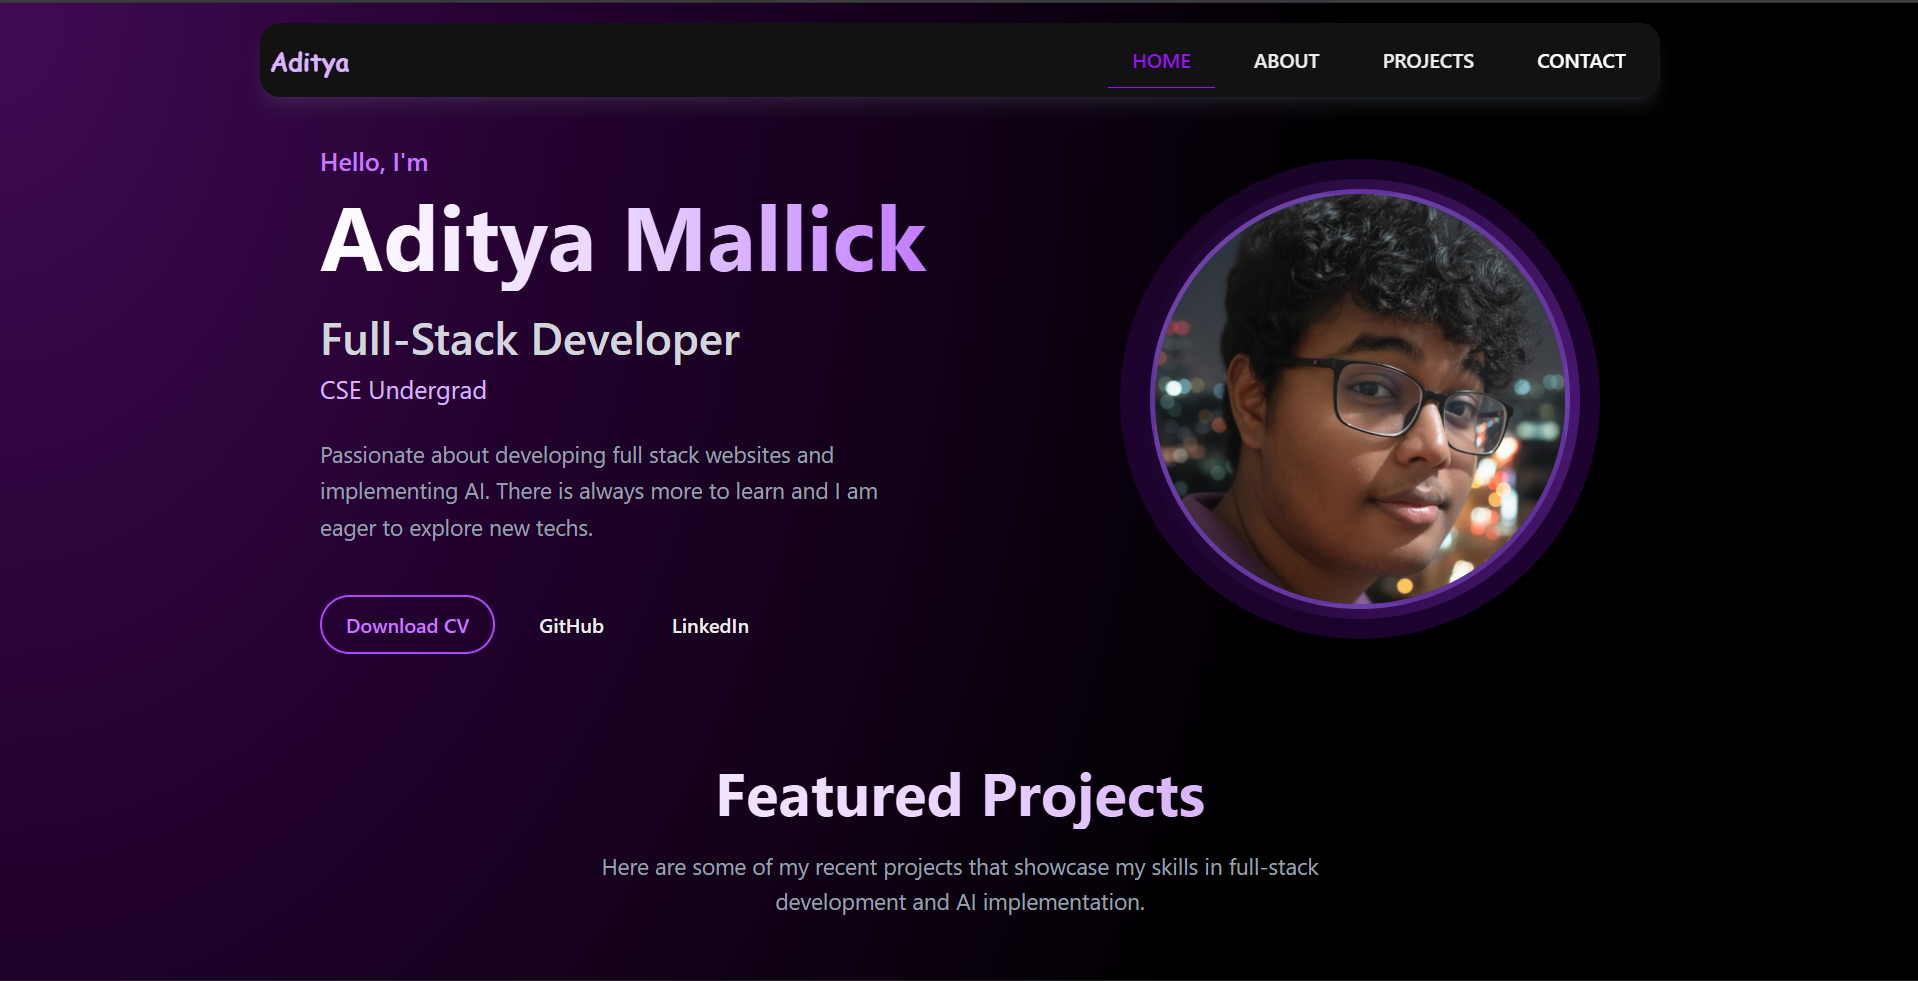 Aditya
HOME ABOUT PROJECTS CONTACT
Hello, I'm
Aditya Mallick
Full-Stack Developer
CSE Undergrad
Passionate about developing full stack websites and
implementing AI. There is always more to learn and I am
eager to explore new techs.
Download CV GitHub LinkedIn
Featured Projects
Here are some of my recent projects that showcase my skills in full-stack
development and AI implementation.